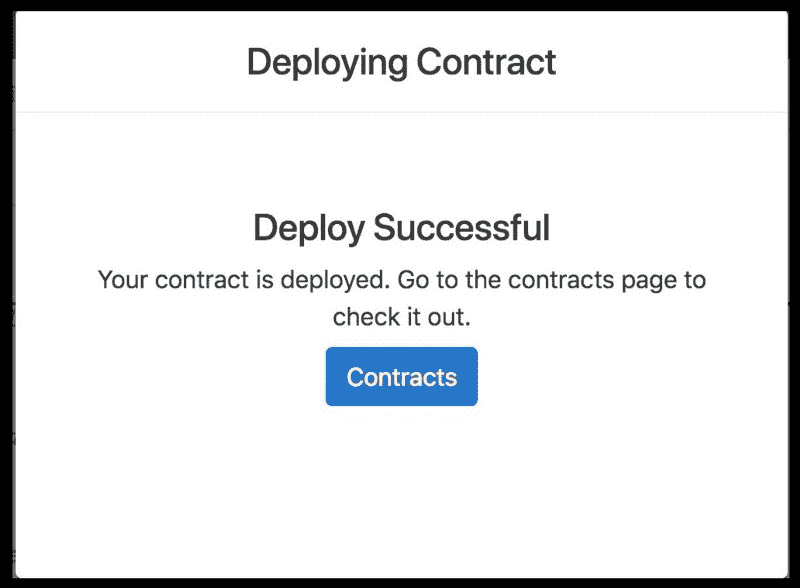 Deploying Contract
Deploy Successful
Your contract is deployed. Go to the contracts page to
check it out.
Contracts